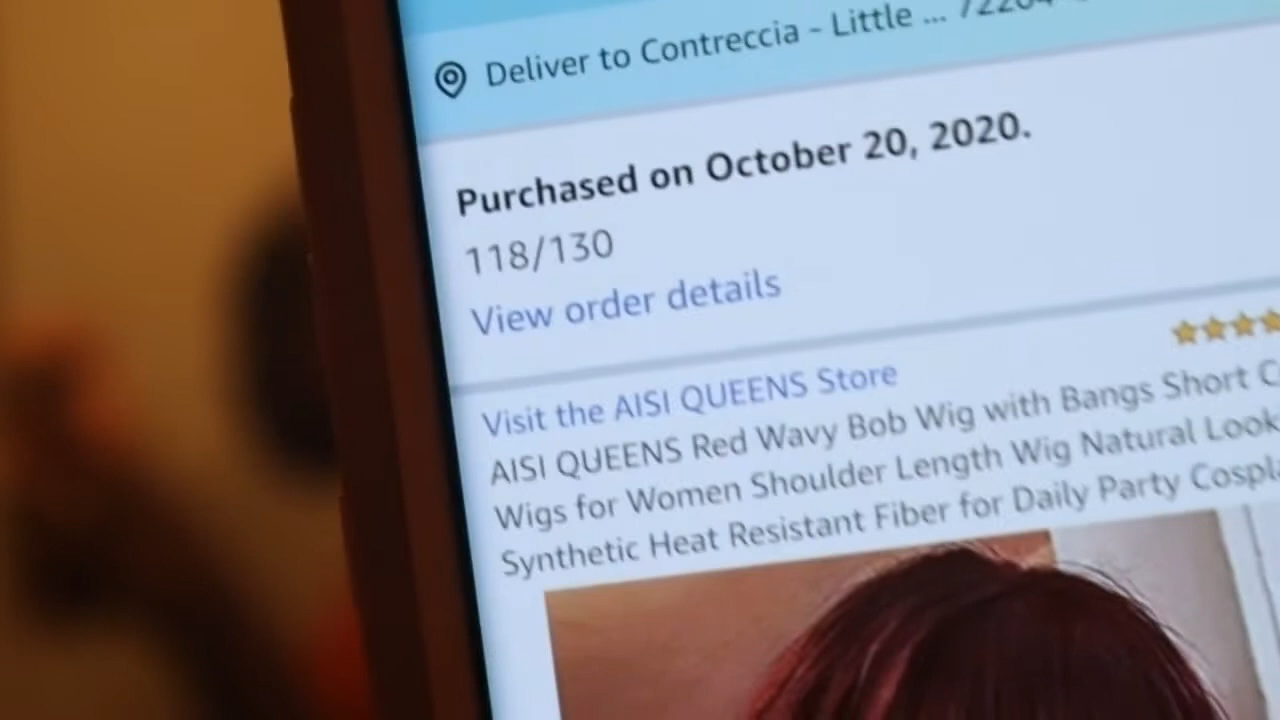 Deliver to Contreccia - Little ...
Purchased on October 20, 2020.
118/130
View order details
Visit the AISI QUEENS Store
AISI QUEENS Red Wavy Bob Wig with Bangs Short
Wigs for Women Shoulder Length Wig Natural Look
Synthetic Heat Resistant Fiber for Daily Party